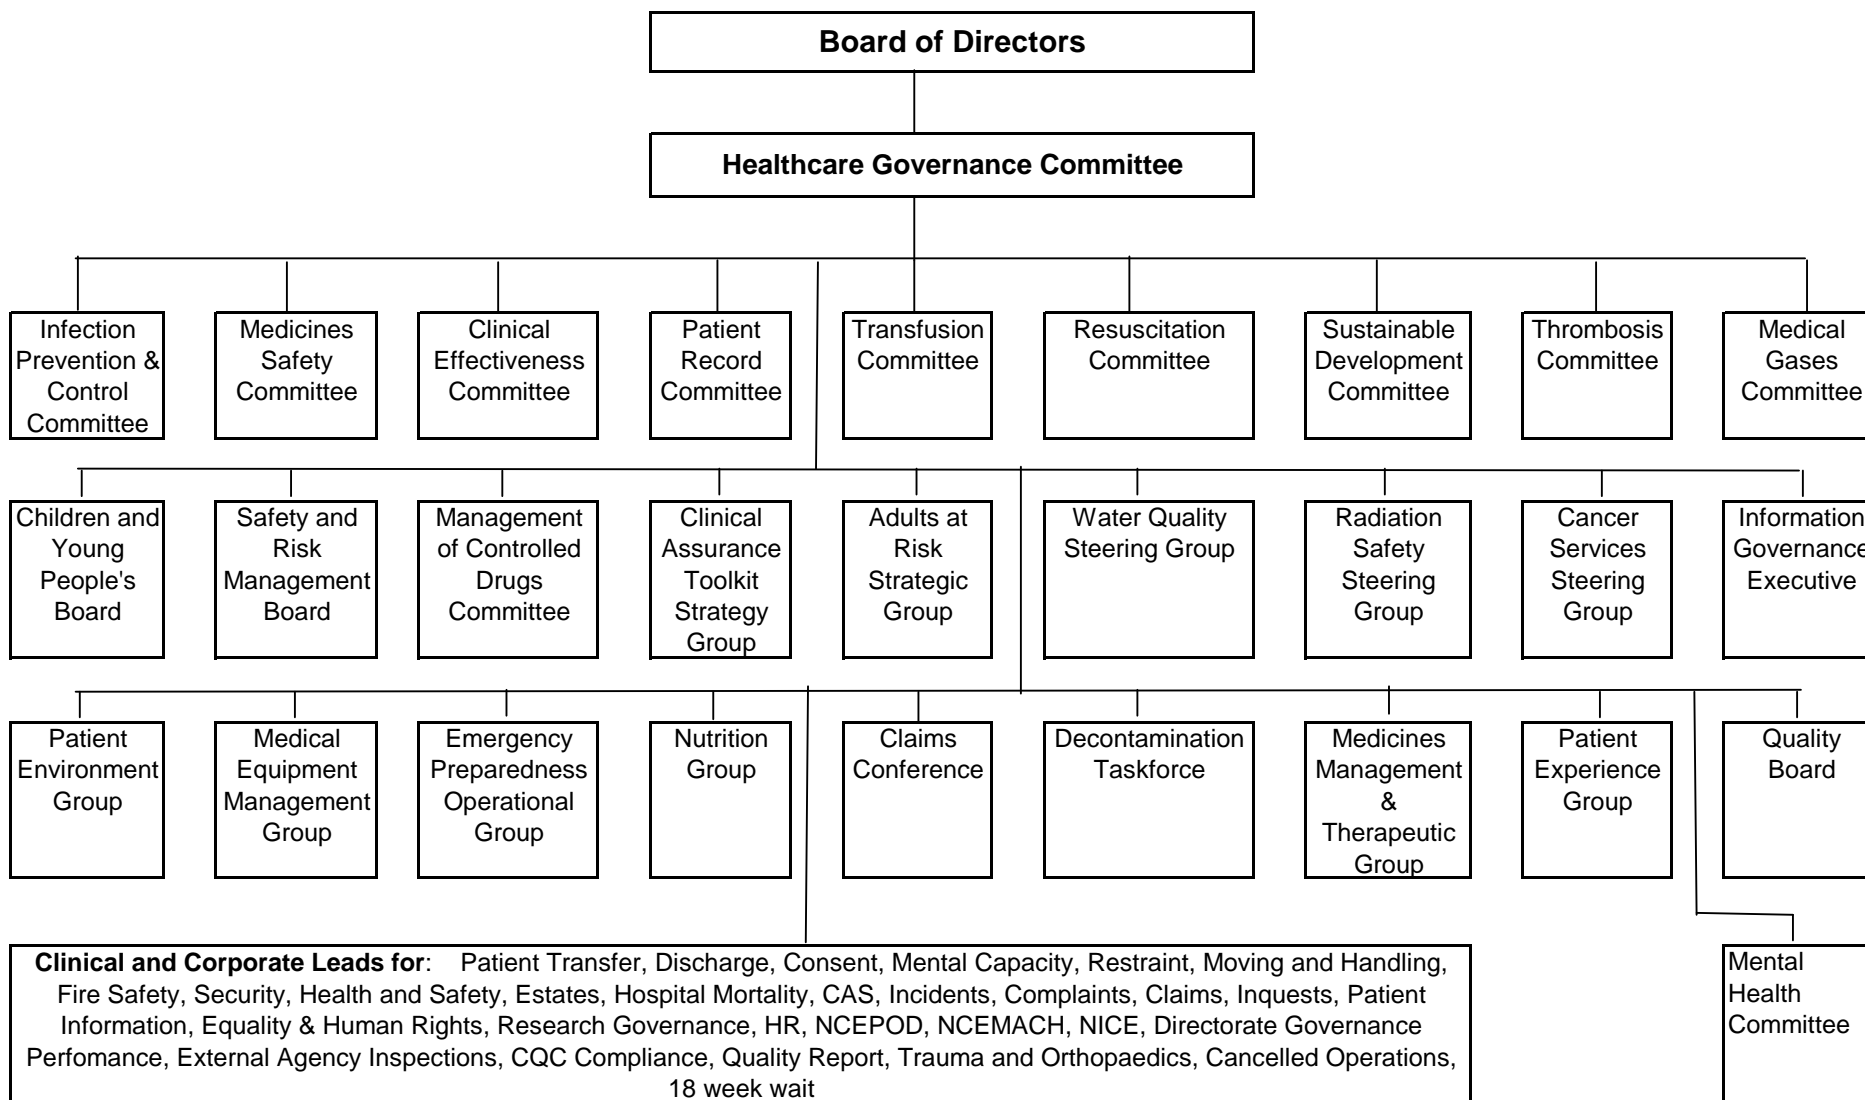 Board of Directors
Healthcare Governance Committee
Infection
Prevention &
Control
Committee
Medicines
Safety
Committee
Clinical
Effectiveness
Committee
Patient
Record
Committee
Transfusion
Committee
Resuscitation
Committee
Sustainable
Development
Committee
Thrombosis
Committee
Medical
Gases
Committee
Children and
Young
People's
Board
Safety and
Risk
Management
Board
Management
of Controlled
Drugs
Committee
Clinical
Assurance
Toolkit
Strategy
Group
Adults at
Risk
Strategic
Group
Water Quality
Steering Group
Radiation
Safety
Steering
Group
Cancer
Services
Steering
Group
Information
Governance
Executive
Patient
Environment
Group
Medical
Equipment
Management
Group
Emergency
Preparedness
Operational
Group
Nutrition
Group
Claims
Conference
Decontamination
Taskforce
Medicines
Management
&
Therapeutic
Group
Patient
Experience
Group
Quality
Board
Clinical and Corporate Leads for: Patient Transfer, Discharge, Consent, Mental Capacity, Restraint, Moving and Handling,
Fire Safety, Security, Health and Safety, Estates, Hospital Mortality, CAS, Incidents, Complaints, Claims, Inquests, Patient
Information, Equality & Human Rights, Research Governance, HR, NCEPOD, NCEMACH, NICE, Directorate Governance
Perfomance, External Agency Inspections, CQC Compliance, Quality Report, Trauma and Orthopaedics, Cancelled Operations,
18 week wait
Mental
Health
Committee